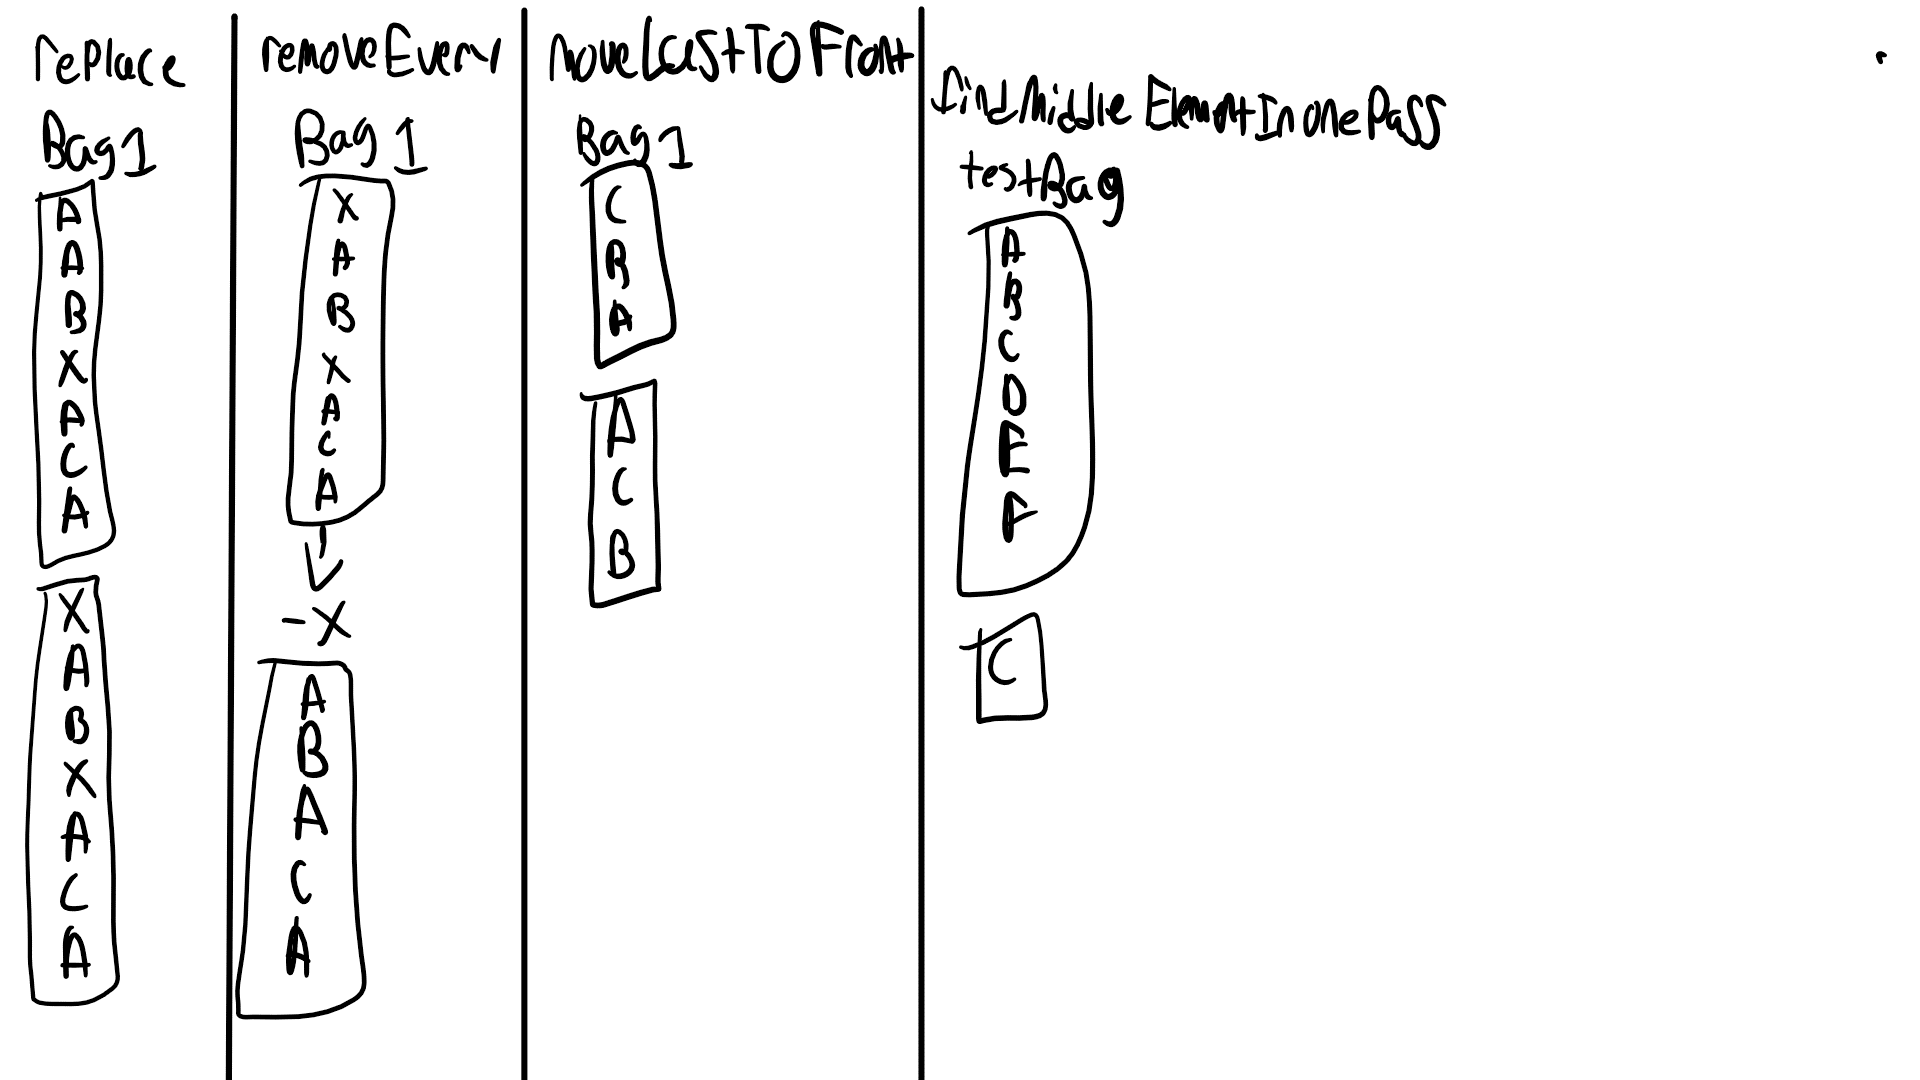 replace
Bag1
A
A
B
X
A
C
A
X
A
B
X
A
C
A
removeEvery
Bag1
X
A
B
X
A
C
A
-X
A
B
A
C
A
moveLastToFront
Bag1
C
B
A
A
C
B
findMiddleElementInOnePass
testBag
A
B
C
D
E
F
C